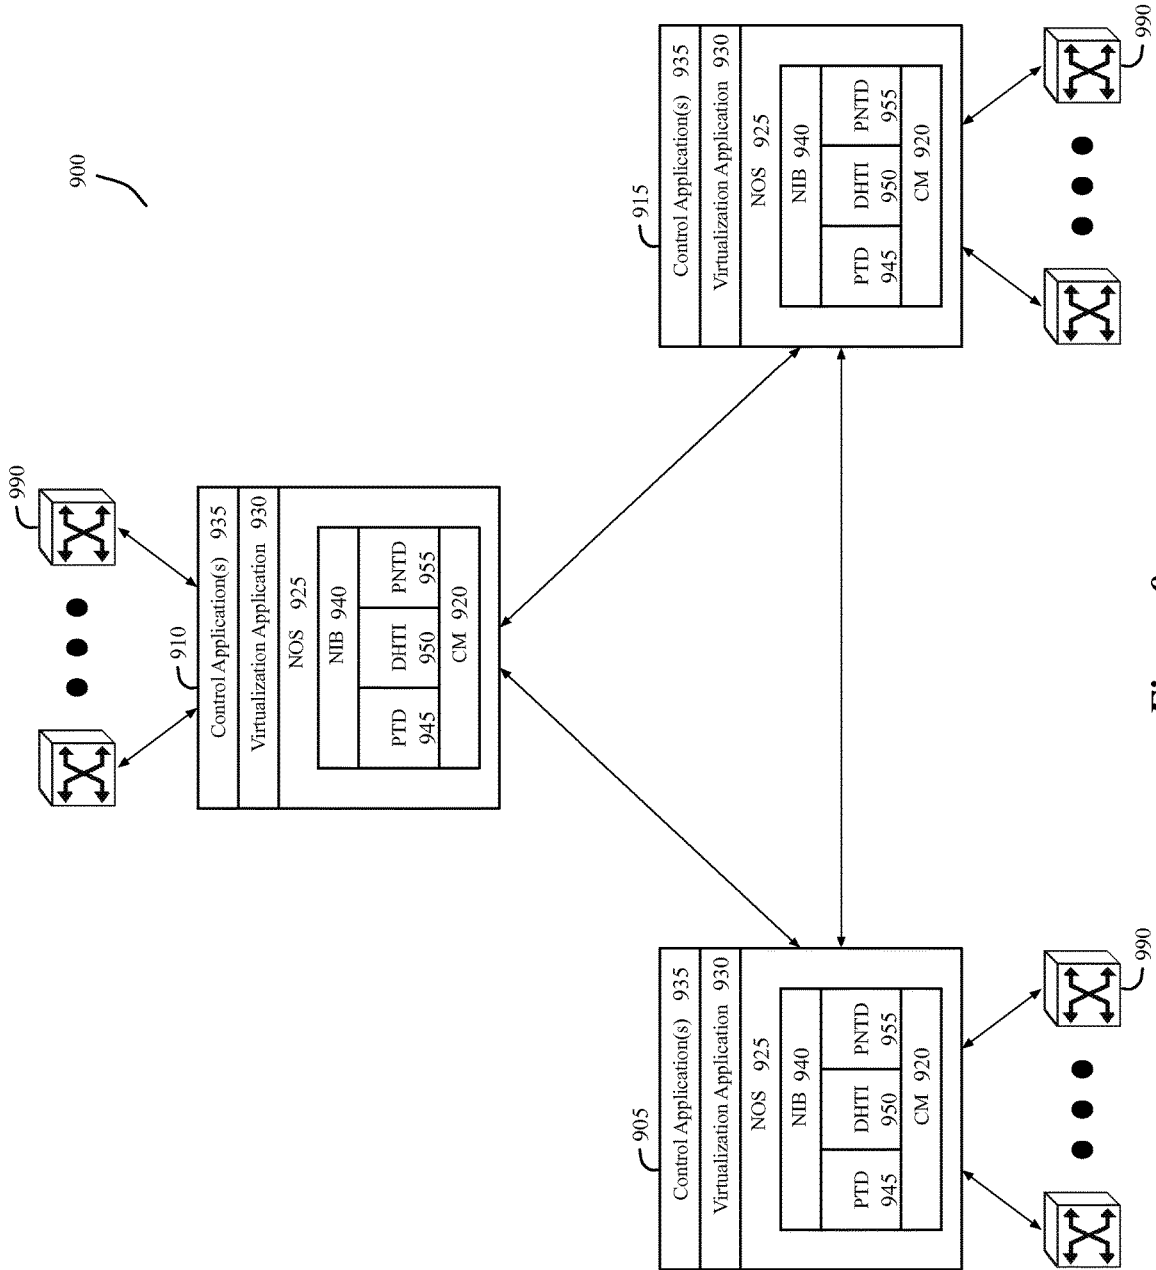 900
990
910
Control Application(s) 935
Virtualization Application 930
NOS 925
NIB 940
PTD 945
DHTI 950
PNTD 955
CM 920
905
Control Application(s) 935
Virtualization Application 930
NOS 925
NIB 940
PTD 945
DHTI 950
PNTD 955
CM 920
990
915
Control Application(s) 935
Virtualization Application 930
NOS 925
NIB 940
PTD 945
DHTI 950
PNTD 955
CM 920
990